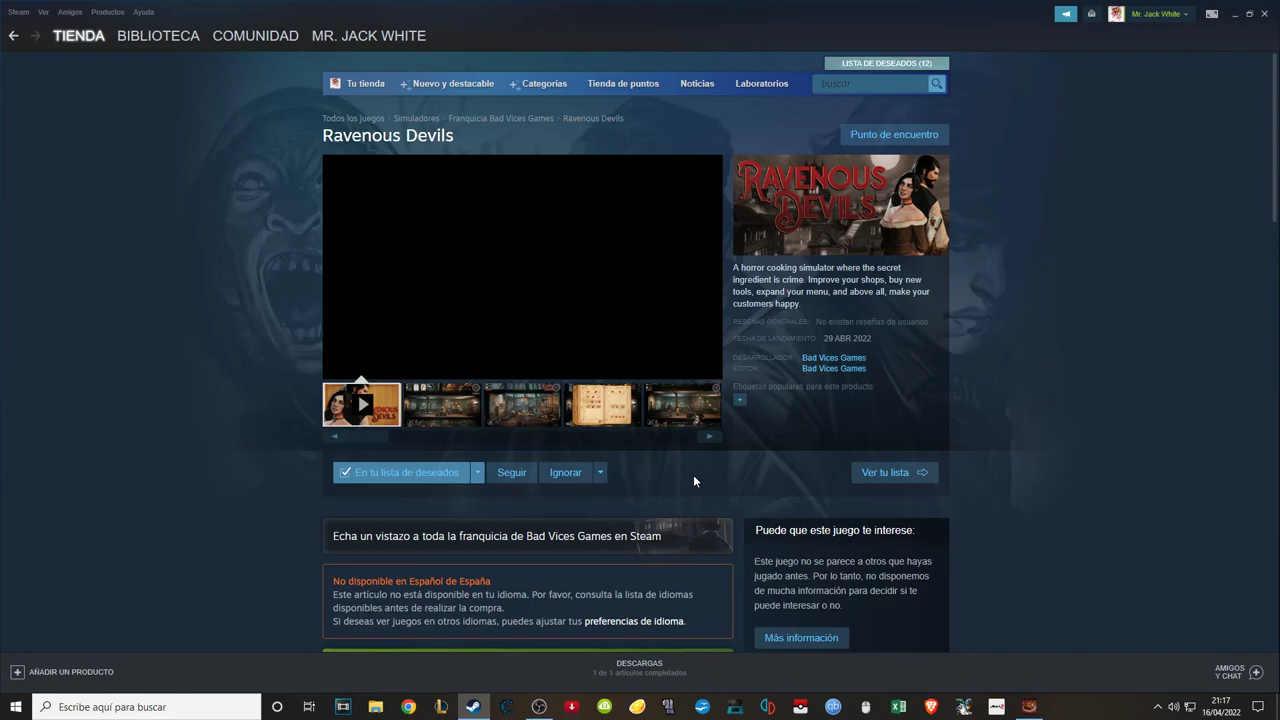 Steam Ver Amigos Productos Ayuda
Mr. Jack White
TIENDA BIBLIOTECA COMUNIDAD MR. JACK WHITE
LISTA DE DESEADOS (12)
Tu tienda Nuevo y destacable Categorías Tienda de puntos Noticias Laboratorios buscar
Todos los juegos > Simuladores > Franquicia Bad Vices Games > Ravenous Devils
Ravenous Devils
Punto de encuentro
RAVENOUS
DEVILS
A horror cooking simulator where the secret
ingredient is crime. Improve your shops, buy new
tools, expand your menu, and above all, make your
customers happy.
RESEÑAS GENERALES: No existen reseñas de usuarios
FECHA DE LANZAMIENTO: 29 ABR 2022
DESARROLLADOR: Bad Vices Games
EDITOR: Bad Vices Games
Etiquetas populares para este producto:
+
En tu lista de deseados Seguir Ignorar Ver tu lista
Echa un vistazo a toda la franquicia de Bad Vices Games en Steam
No disponible en Español de España
Este artículo no está disponible en tu idioma. Por favor, consulta la lista de idiomas
disponibles antes de realizar la compra.
Si deseas ver juegos en otros idiomas, puedes ajustar tus preferencias de idioma.
Puede que este juego te interese:
Este juego no se parece a otros que hayas
jugado antes. Por lo tanto, no disponemos
de mucha información para decidir si te
puede interesar o no.
Más información
AÑADIR UN PRODUCTO
DESCARGAS
1 de 1 artículos completados
AMIGOS
Y CHAT
Escribe aquí para buscar
21:17
16/04/2022